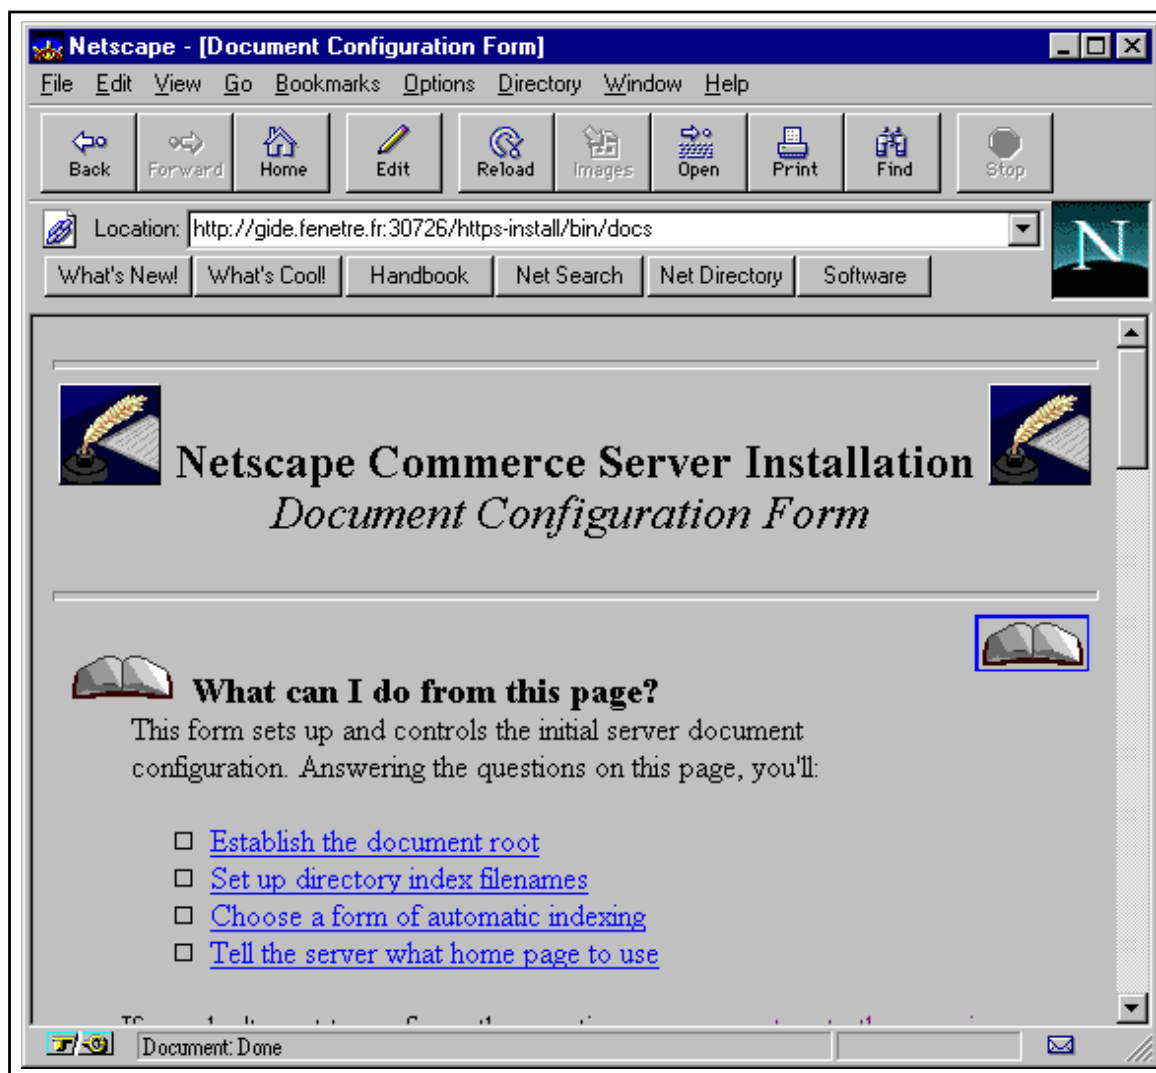 Netscape - [Document Configuration Form]
File Edit View Go Bookmarks Options Directory Window Help
Back Forward Home Edit Reload Images Open Print Find Stop
Location: http://gide.fenetre.fr:30726/https-install/bin/docs
N
What's New! What's Cool! Handbook Net Search Net Directory Software
Netscape Commerce Server Installation
Document Configuration Form
What can I do from this page?
This form sets up and controls the initial server document
configuration. Answering the questions on this page, you'll:
Establish the document root
Set up directory index filenames
Choose a form of automatic indexing
Tell the server what home page to use
Document: Done